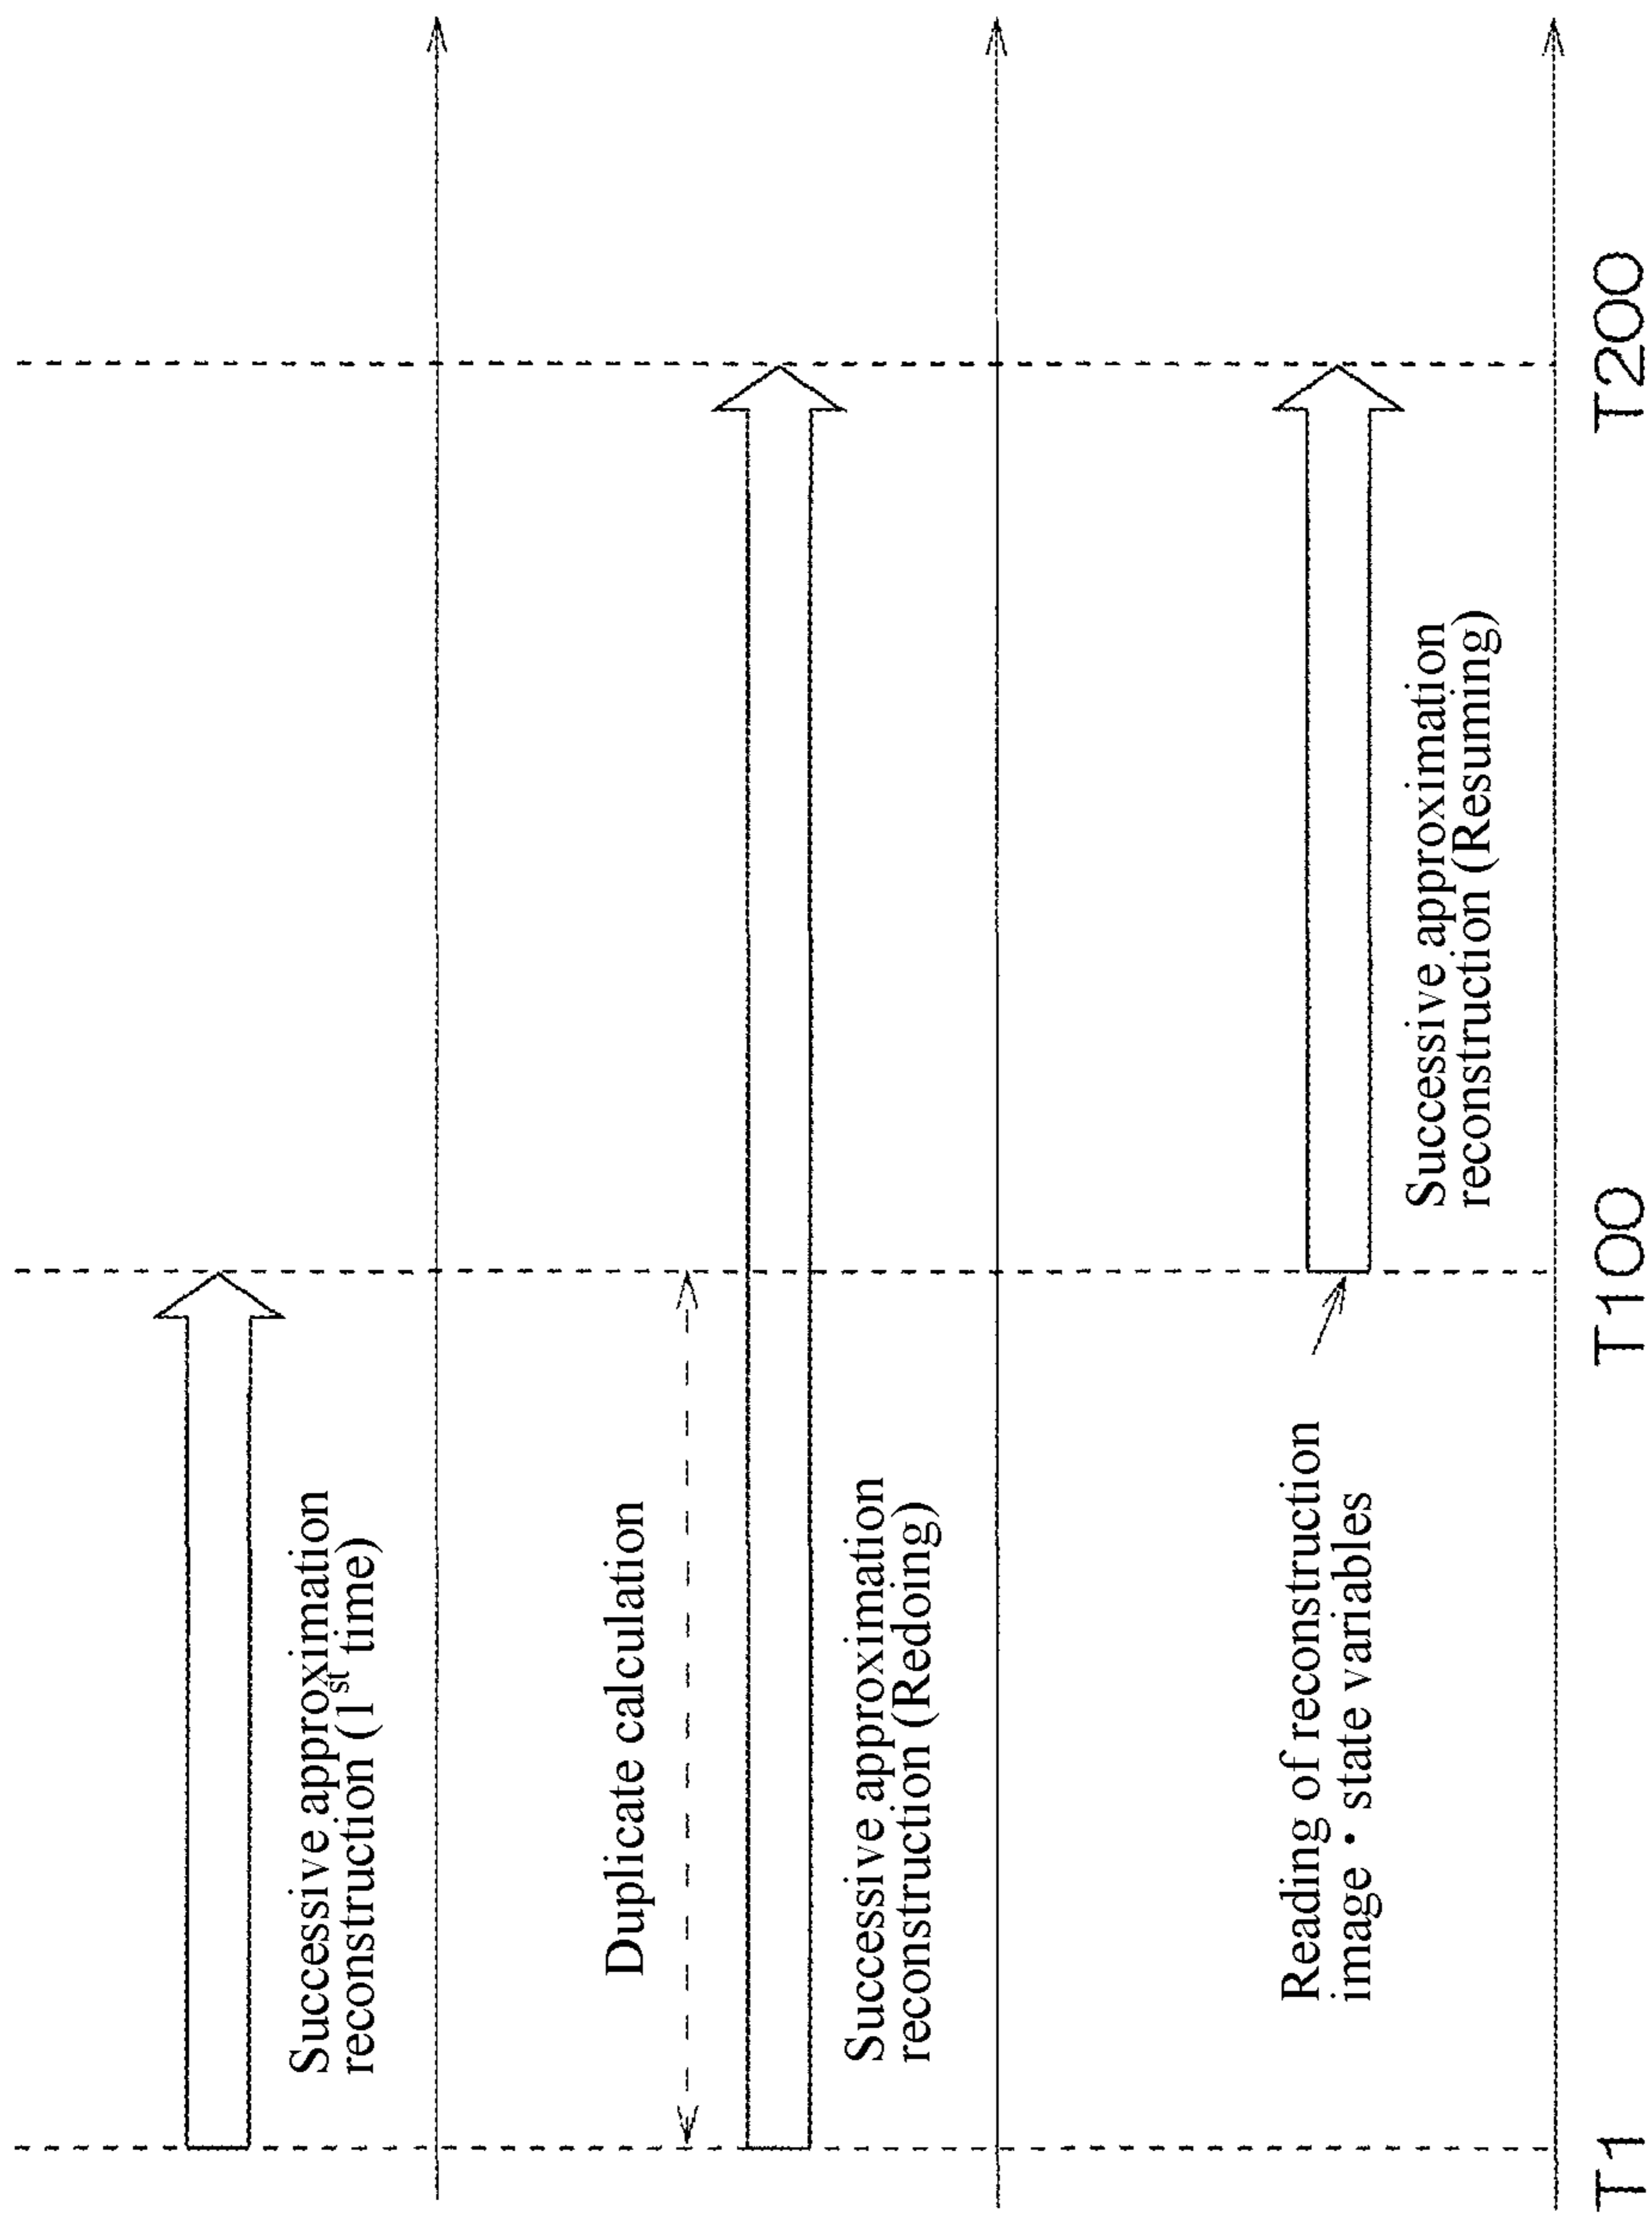 Successive approximation
reconstruction (1st time)
Duplicate calculation
Successive approximation
reconstruction (Redoing)
Reading of reconstruction
image・state variables
Successive approximation
reconstruction (Resuming)
T1
T100
T200